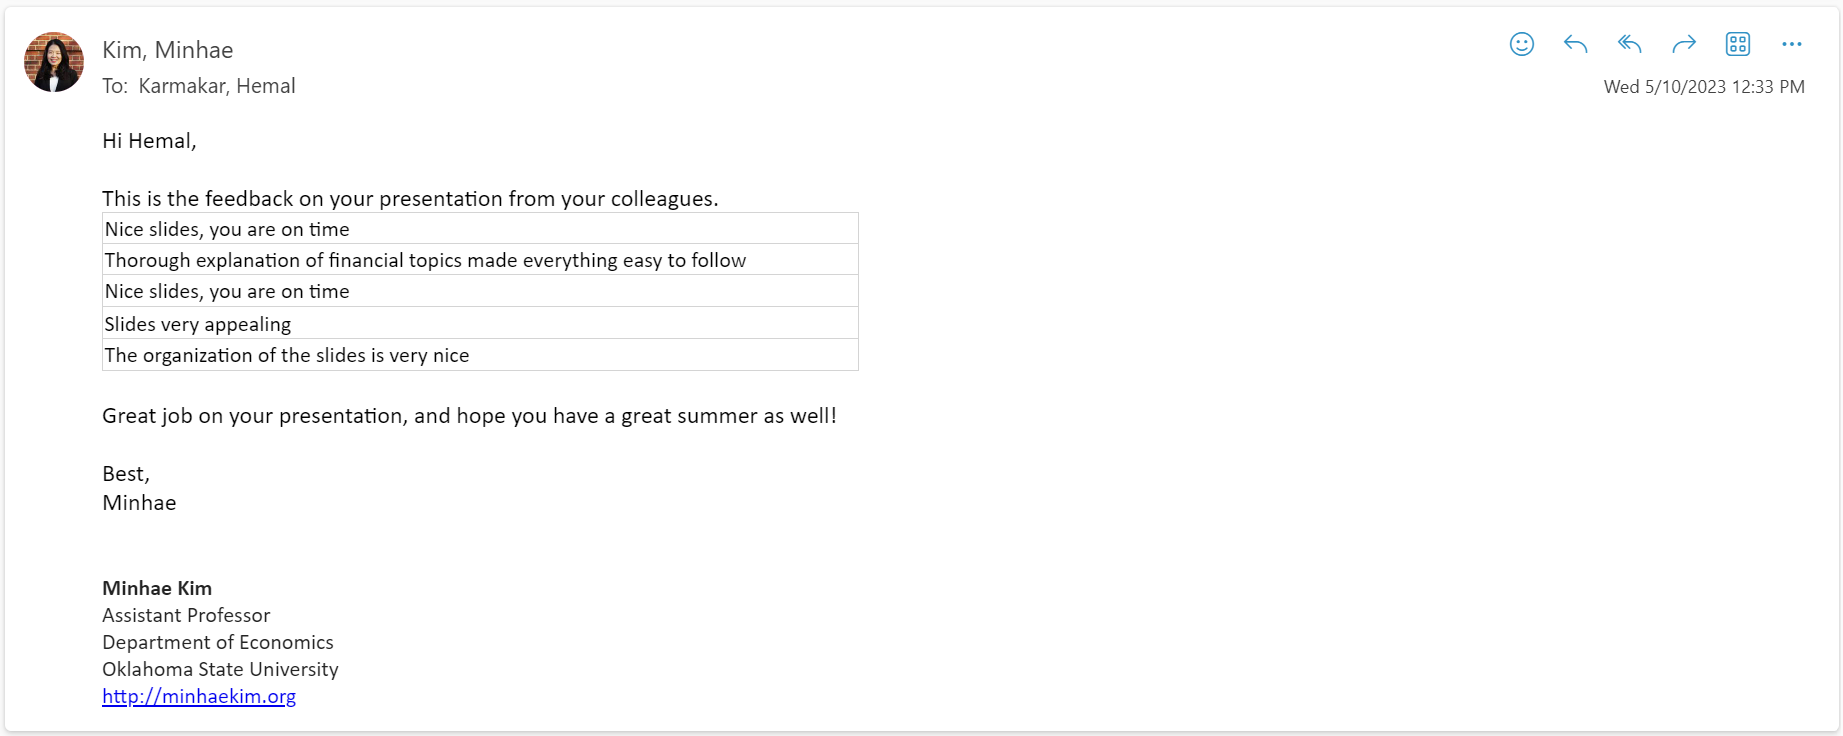 Kim, Minhae
To: Karmakar, Hemal
Wed 5/10/2023 12:33 PM
Hi Hemal,
This is the feedback on your presentation from your colleagues.
Nice slides, you are on time
Thorough explanation of financial topics made everything easy to follow
Nice slides, you are on time
Slides very appealing
The organization of the slides is very nice
Great job on your presentation, and hope you have a great summer as well!
Best,
Minhae
Minhae Kim
Assistant Professor
Department of Economics
Oklahoma State University
http://minhaekim.org